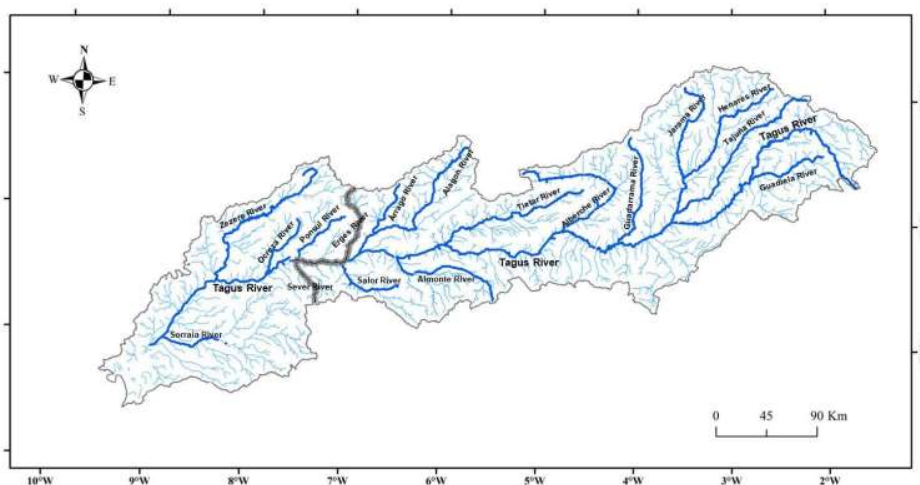 N
W E
S
Henares River
Jarama River
Tajuña River
Tagus River
Guadiela River
Guadarrama River
Alberche River
Tietar River
Alagon River
Arrago River
Erges River
Ponsul River
Ocreza River
Zezere River
Tagus River
Almonte River
Salor River
Sever River
Tagus River
Sorraia River
0 45 90 Km
10°W 9°W 8°W 7°W 6°W 5°W 4°W 3°W 2°W